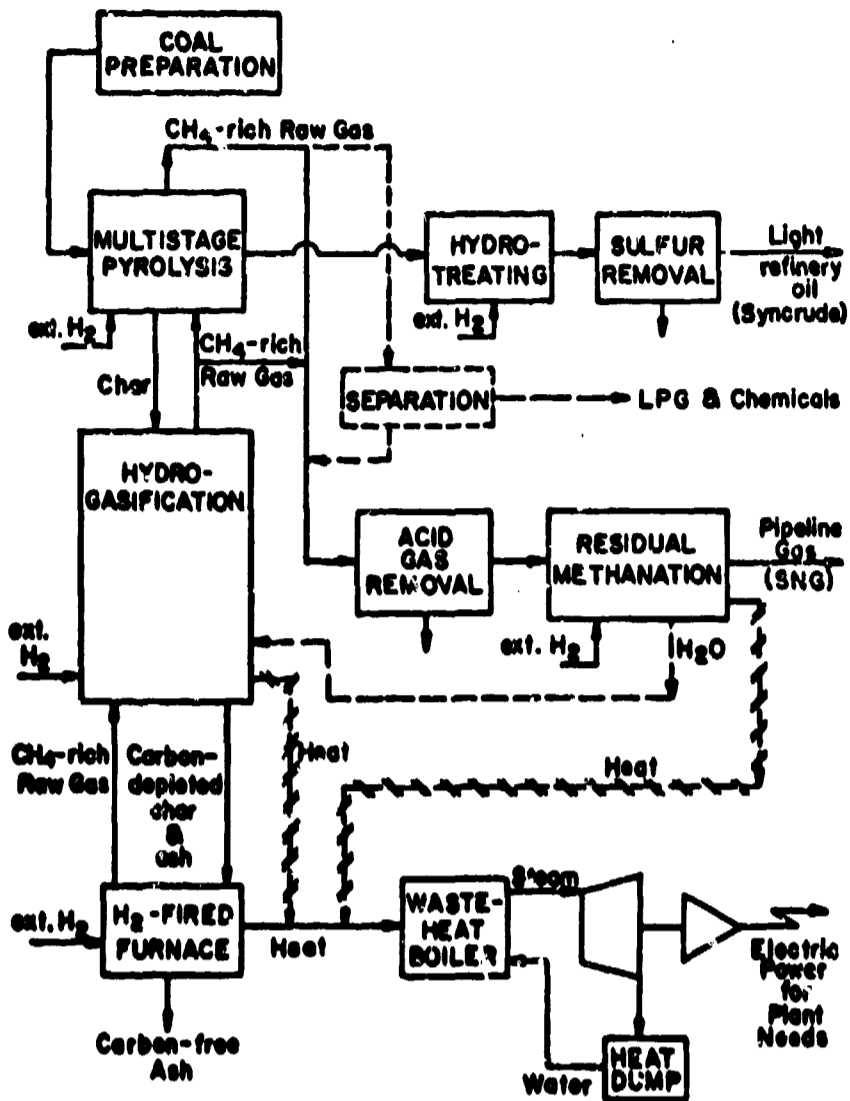 COAL
PREPARATION
CH4-rich Raw Gas
MULTISTAGE
PYROLYSIS
HYDRO-
TREATING
SULFUR
REMOVAL
Light
refinery
oil
(Syncrude)
ext. H2
ext. H2
CH4-rich
Raw Gas
Char
SEPARATION
LPG & Chemicals
HYDRO-
GASIFICATION
ACID
GAS
REMOVAL
RESIDUAL
METHANATION
Pipeline
Gas
(SNG)
ext.
H2
ext. H2
H2O
CH4-rich
Raw Gas
Carbon-
depleted
char
&
ash
Heat
Heat
ext. H2
H2-FIRED
FURNACE
Heat
WASTE-
HEAT
BOILER
Steam
Electric
Power
for
Plant
Needs
Carbon-free
Ash
Water
HEAT
DUMP